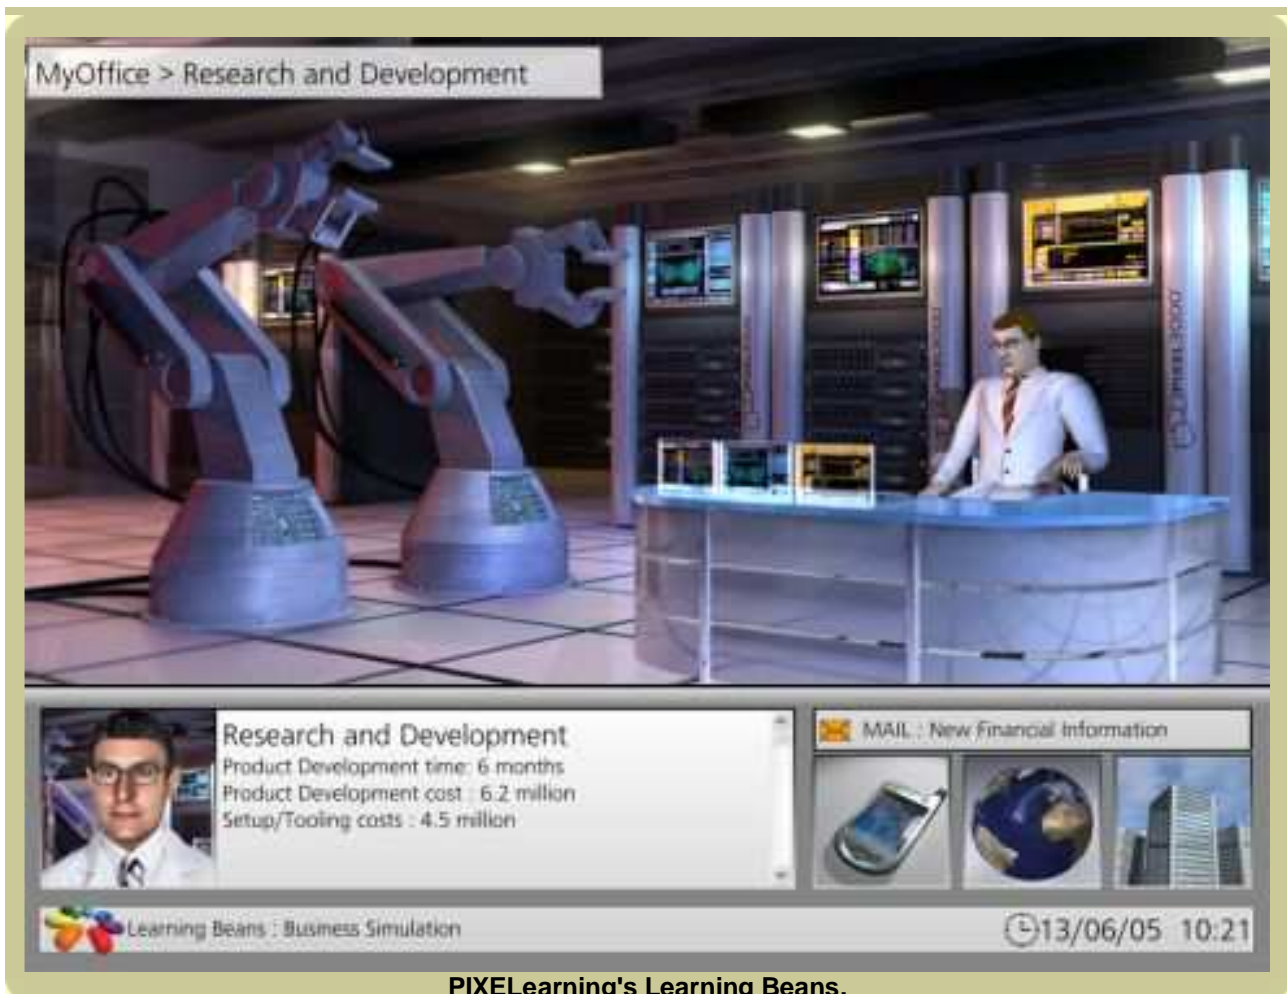 MyOffice > Research and Development
PIXEL3000
Research and Development
Product Development time: 6 months
Product Development cost : 6.2 million
Setup/Tooling costs : 4.5 million
MAIL : New Financial Information
Learning Beans : Business Simulation
13/06/05 10:21
PIXELearning's Learning Beans.